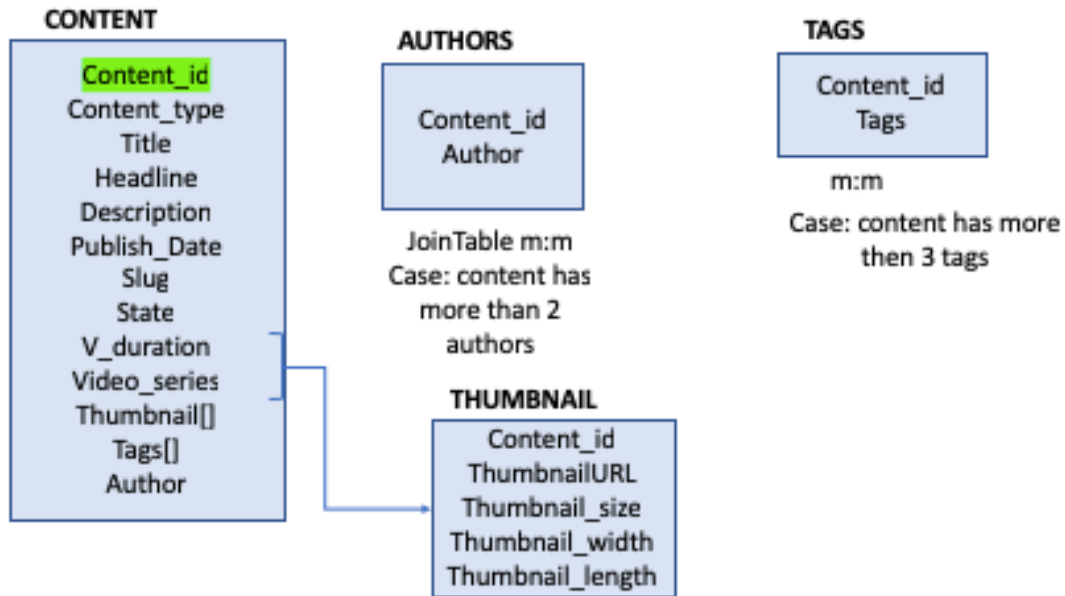 CONTENT
Content_id
Content_type
Title
Headline
Description
Publish_Date
Slug
State
V_duration
Video_series
Thumbnail[]
Tags[]
Author
AUTHORS
Content_id
Author
JoinTable m:m
Case: content has
more than 2
authors
TAGS
Content_id
Tags
m:m
Case: content has more
then 3 tags
THUMBNAIL
Content_id
ThumbnailURL
Thumbnail_size
Thumbnail_width
Thumbnail_length